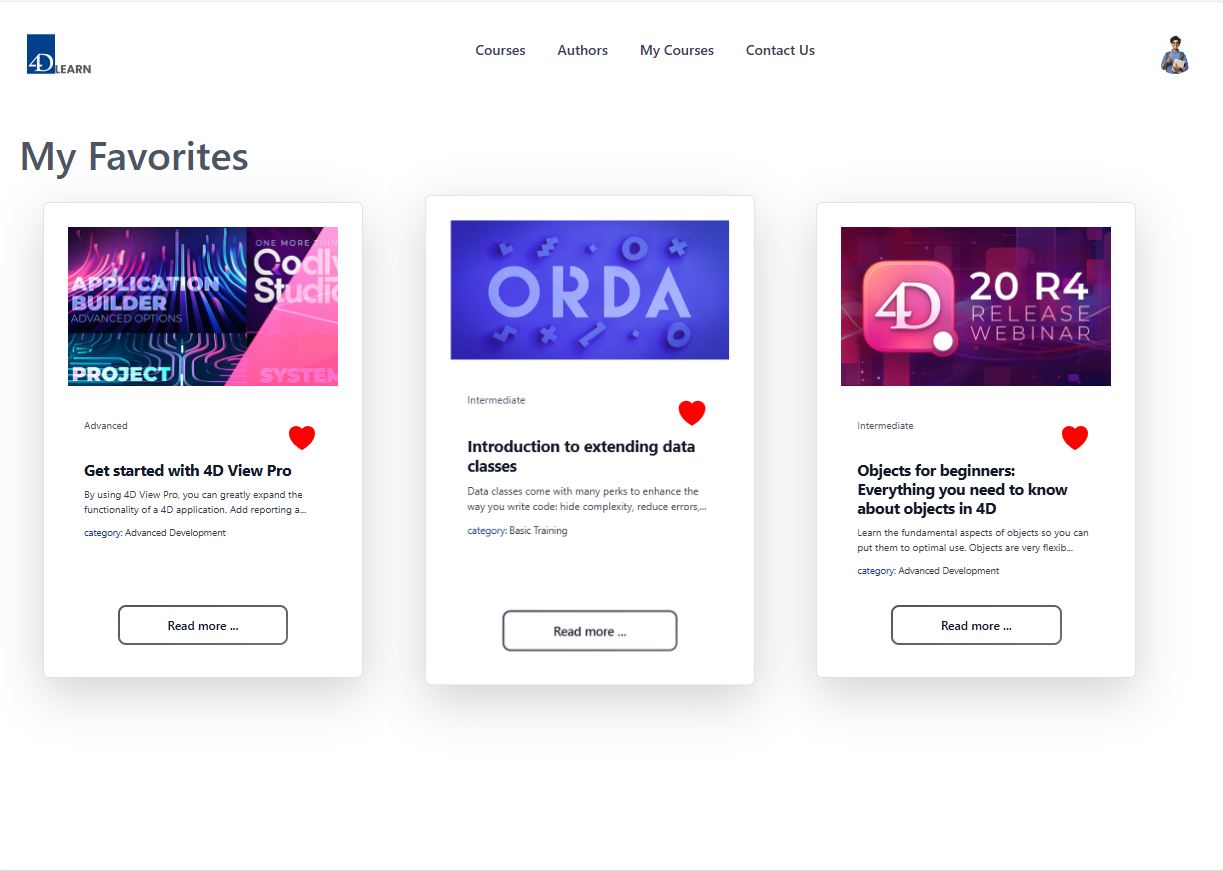 4D LEARN
Courses
Authors
My Courses
Contact Us
My Favorites
APPLICATION
BUILDER
ADVANCED OPTIONS
ONE MORE THIN
Qodly
Studio
PROJECT
SYSTEM
Advanced
Get started with 4D View Pro
By using 4D View Pro, you can greatly expand the
functionality of a 4D application. Add reporting a...
category: Advanced Development
Read more ...
ORDA
Intermediate
Introduction to extending data
classes
Data classes come with many perks to enhance the
way you write code: hide complexity, reduce errors,...
category: Basic Training
Read more ...
4D
20 R4
RELEASE
WEBINAR
Intermediate
Objects for beginners:
Everything you need to know
about objects in 4D
Learn the fundamental aspects of objects so you can
put them to optimal use. Objects are very flexib...
category: Advanced Development
Read more ...